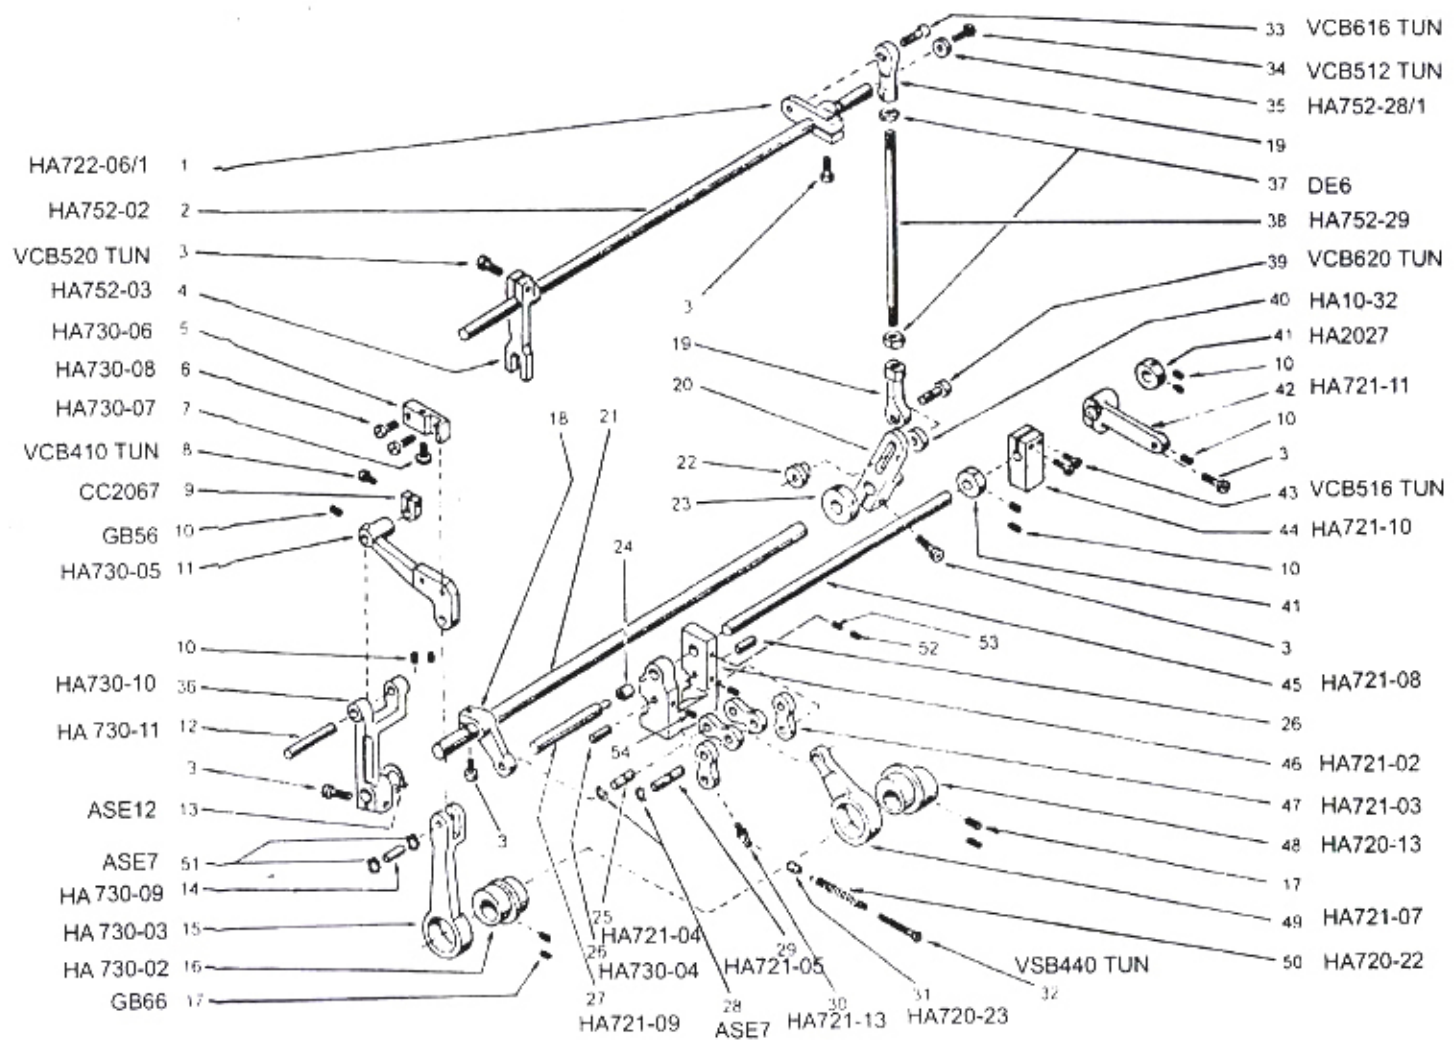 HA722-06/1 1
HA752-02 2
VCB520 TUN 3
HA752-03 4
HA730-06 5
HA730-08 6
HA730-07 7
VCB410 TUN 8
CC2067 9
GB56 10
HA730-05 11
10
HA730-10 36
HA 730-11 12
3
ASE12 13
ASE7 51
HA 730-09 14
HA 730-03 15
HA 730-02 16
GB66 17
18
21
3
19
20
22
23
24
54
3
25
HA721-04
26
HA730-04
27
HA721-09
28
ASE7
29
HA721-05
30
HA721-13
31
HA720-23
VSB440 TUN
32
52
53
33 VCB616 TUN
34 VCB512 TUN
35 HA752-28/1
19
37 DE6
38 HA752-29
39 VCB620 TUN
40 HA10-32
41 HA2027
10
42 HA721-11
10
3
43 VCB516 TUN
44 HA721-10
10
41
3
45 HA721-08
26
46 HA721-02
47 HA721-03
48 HA720-13
17
49 HA721-07
50 HA720-22